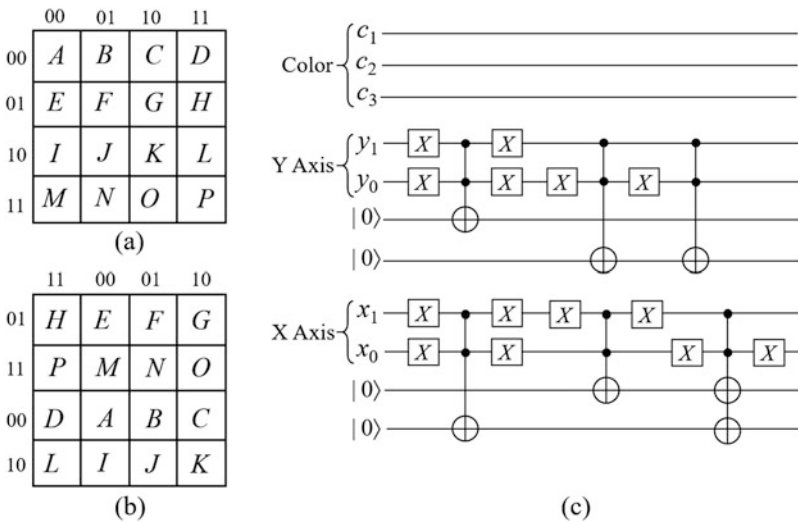 00 01 10 11
00 A B C D
01 E F G H
10 I J K L
11 M N O P
(a)
11 00 01 10
01 H E F G
11 P M N O
00 D A B C
10 L I J K
(b)
Color
c₁
c₂
c₃
Y Axis
y₁ X X
y₀ X X X X
|0⟩
|0⟩
X Axis
x₁ X X X X
x₀ X X X X
|0⟩
|0⟩
(c)